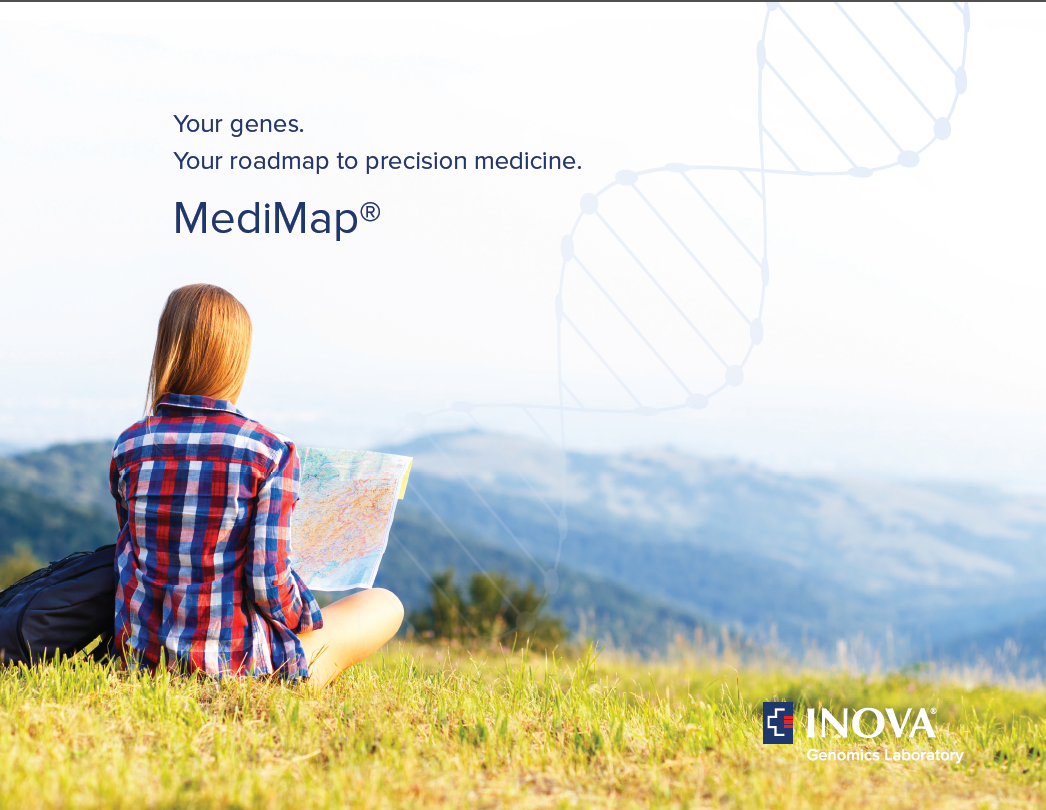 Your genes.
Your roadmap to precision medicine.
MediMap®
INOVA®
Genomics Laboratory